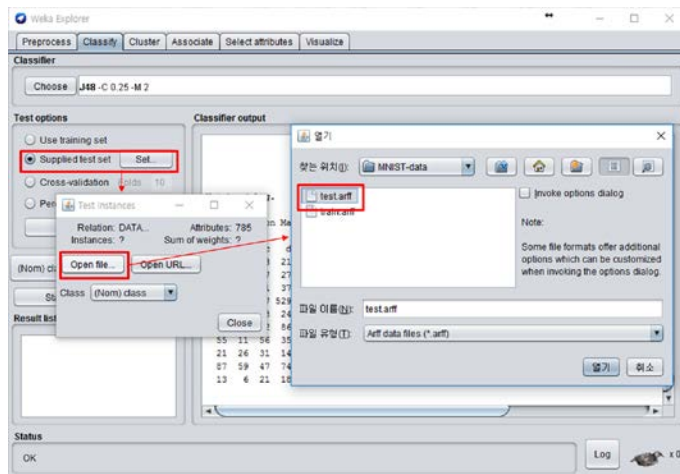 Weka Explorer
Preprocess Classify Cluster Associate Select attributes Visualize
Classifier
Choose J48 -C 0.25 -M 2
Test options
Classifier output
Use training set
Supplied test set Set...
Cross-validation Folds 10
Test Instances
Relation: DATA... Attributes: 785
Instances: ? Sum of weights: ?
Open file... Open URL...
Class (Nom) class
Close
(Nom)
Result list
55 11 56 35
21 26 31 14
87 59 47 74
13 6 21 18
열기
찾는 위치(I): MNIST-data
test.arff
train.arff
Invoke options dialog
Note:
Some file formats offer additional
options which can be customized
when invoking the options dialog.
파일 이름(N): test.arff
파일 유형(T): Arff data files (*.arff)
열기 취소
Status
OK
Log x 0